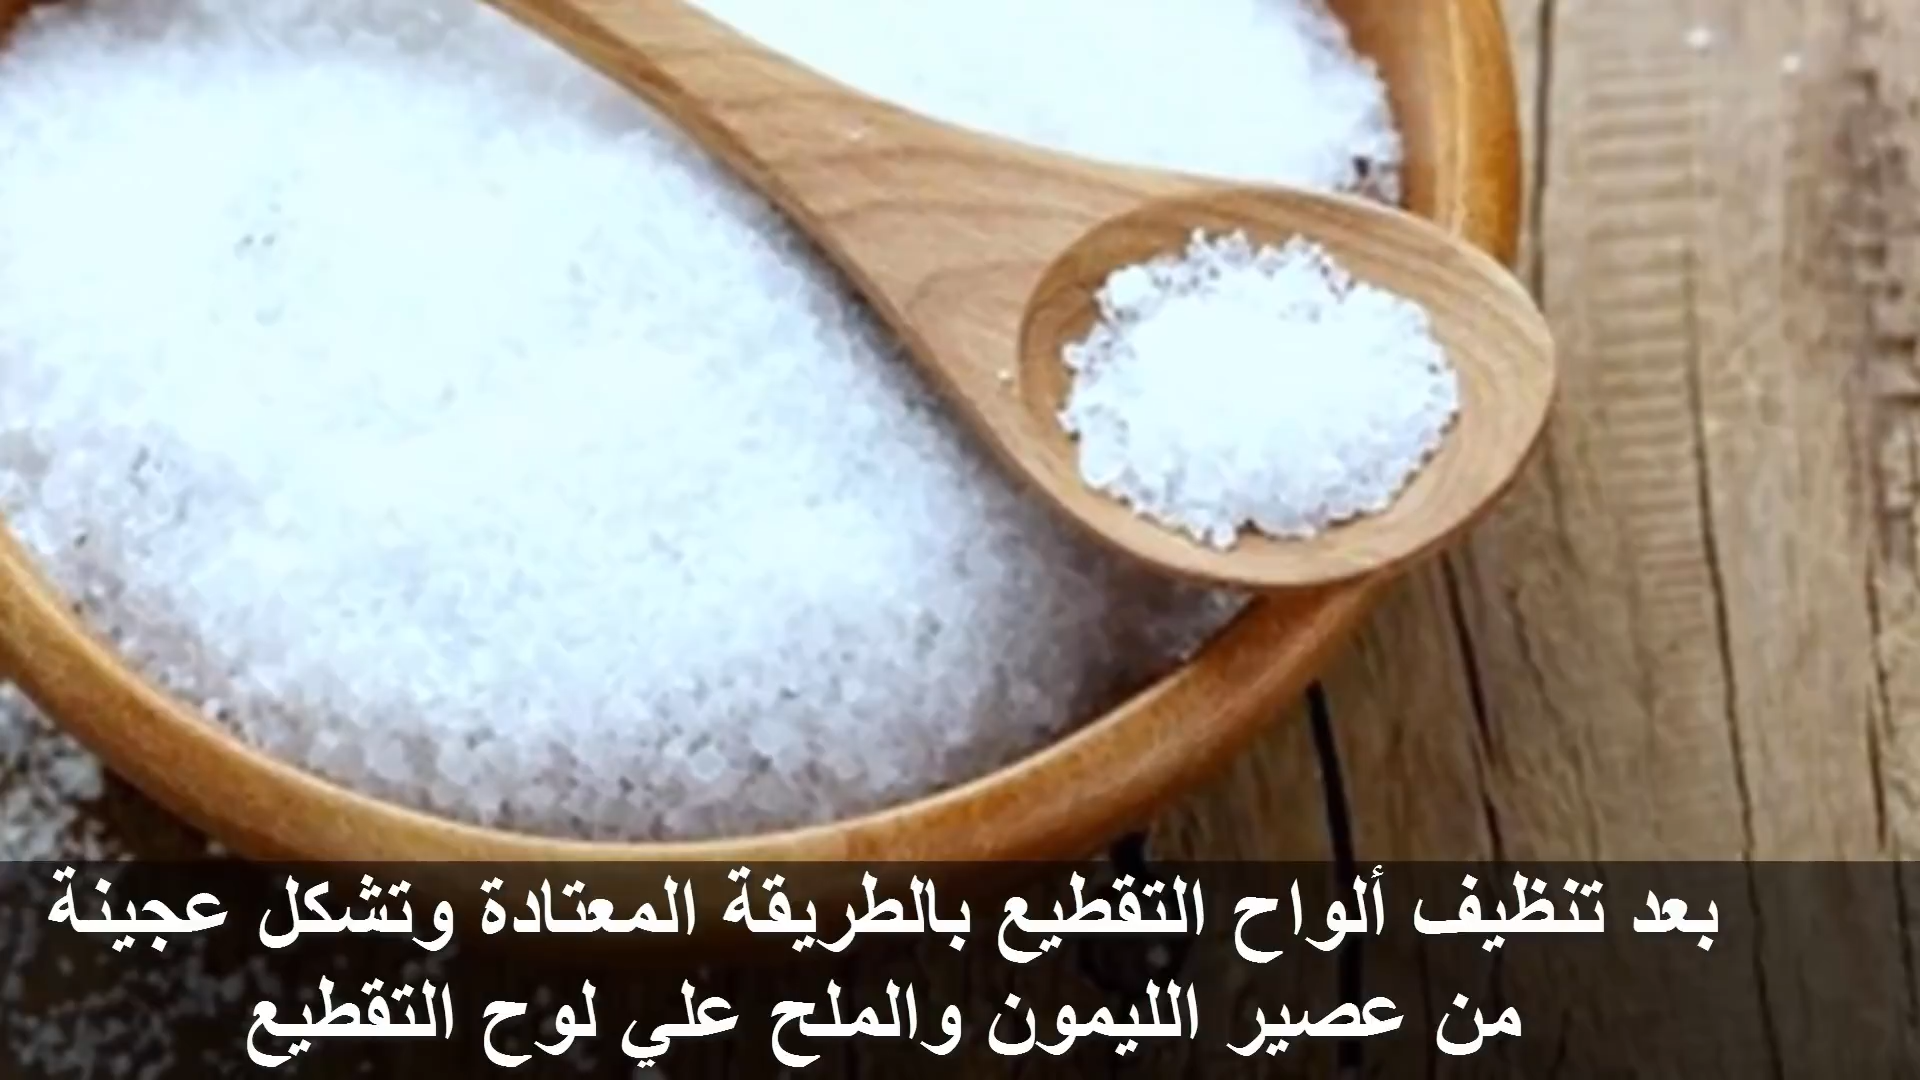 بعد تنظيف ألواح التقطيع بالطريقة المعتادة وتشكل عجينة
من عصير الليمون والملح علي لوح التقطيع